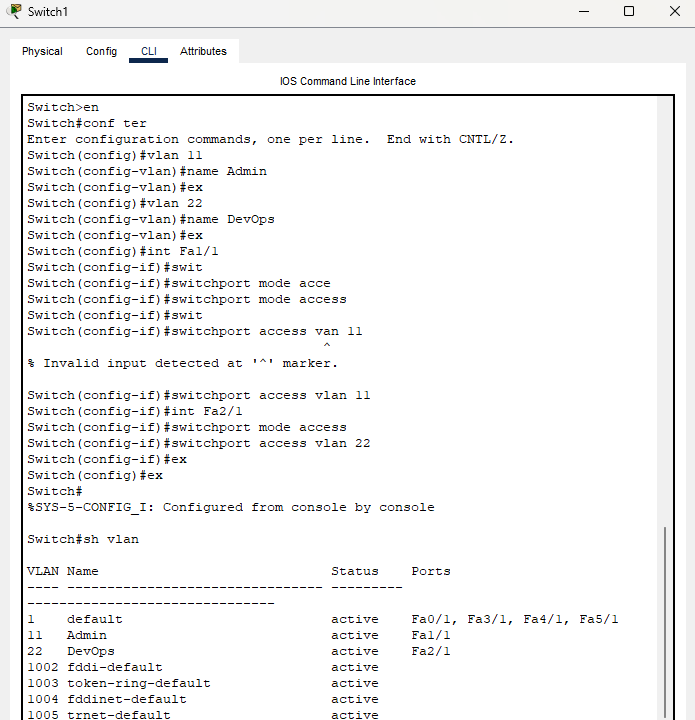 Switch1
Physical Config CLI Attributes
IOS Command Line Interface
Switch>en
Switch#conf ter
Enter configuration commands, one per line.  End with CNTL/Z.
Switch(config)#vlan 11
Switch(config-vlan)#name Admin
Switch(config-vlan)#ex
Switch(config)#vlan 22
Switch(config-vlan)#name DevOps
Switch(config-vlan)#ex
Switch(config)#int Fa1/1
Switch(config-if)#swit
Switch(config-if)#switchport mode acce
Switch(config-if)#switchport mode access
Switch(config-if)#swit
Switch(config-if)#switchport access van 11
^
% Invalid input detected at '^' marker.
Switch(config-if)#switchport access vlan 11
Switch(config-if)#int Fa2/1
Switch(config-if)#switchport mode access
Switch(config-if)#switchport access vlan 22
Switch(config-if)#ex
Switch(config)#ex
Switch#
%SYS-5-CONFIG_I: Configured from console by console
Switch#sh vlan
VLAN Name                             Status    Ports
---- -------------------------------- ---------
-------------------------------
1    default                          active    Fa0/1, Fa3/1, Fa4/1, Fa5/1
11   Admin                            active    Fa1/1
22   DevOps                           active    Fa2/1
1002 fddi-default                     active
1003 token-ring-default               active
1004 fddinet-default                  active
1005 trnet-default                    active